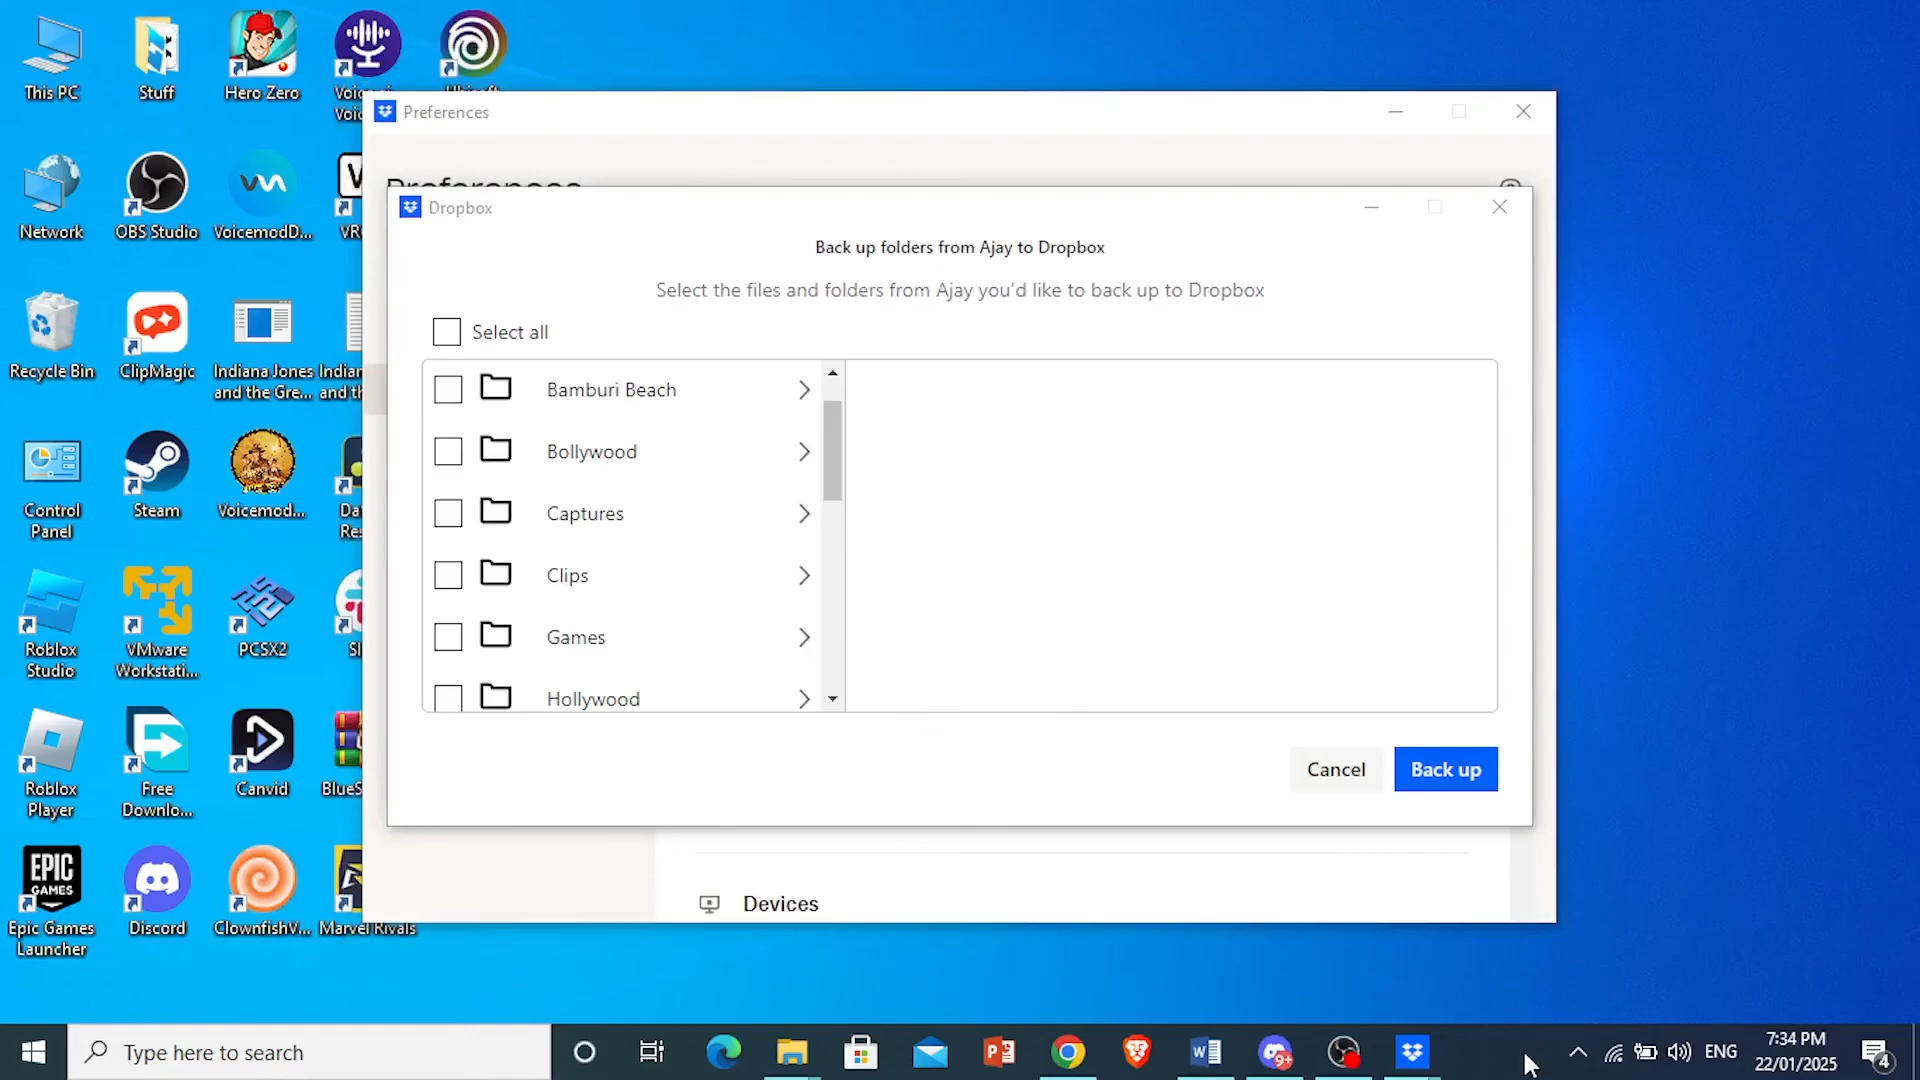 This PC
Stuff
Hero Zero
Preferences
Network
OBS Studio
VoicemodD...
Dropbox
Back up folders from Ajay to Dropbox
Select the files and folders from Ajay you'd like to back up to Dropbox
Select all
Recycle Bin
ClipMagic
Indiana Jones
and the Gre...
Bamburi Beach
Bollywood
Captures
Clips
Games
Hollywood
Control
Panel
Steam
Voicemod...
Roblox
Studio
VMware
Workstati...
PCSX2
Cancel
Back up
Roblox
Player
Free
Downlo...
Canvid
EPIC
GAMES
Epic Games
Launcher
Discord
ClownfishV...
Marvel Rivals
Devices
Type here to search
9+
ENG
7:34 PM
22/01/2025
4